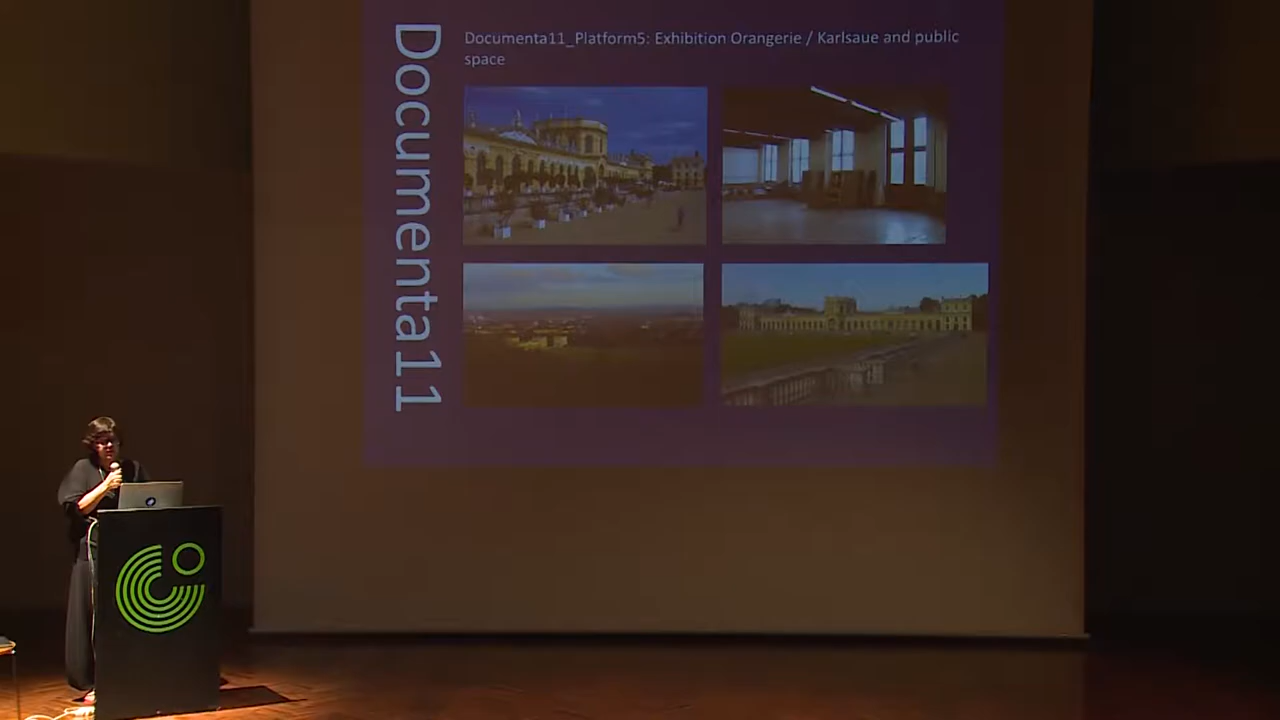 Documenta11
Documenta11_Platform5: Exhibition Orangerie / Karlsaue and public
space